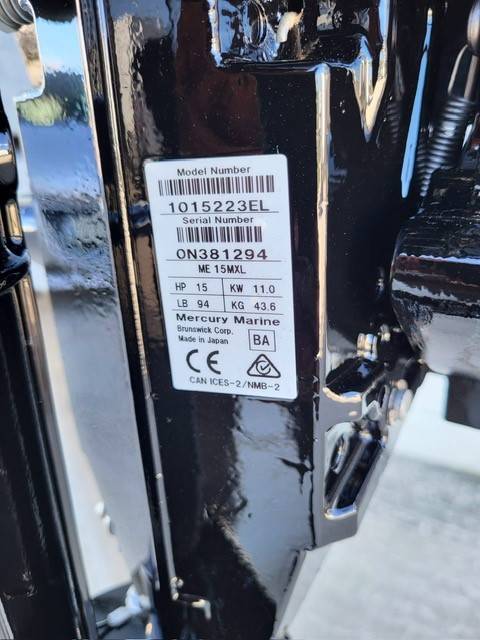 Model Number
1015223EL
Serial Number
0N381294
ME 15MXL
HP 15 KW 11.0
LB 94 KG 43.6
Mercury Marine
Brunswick Corp.
Made in Japan
BA
CE
CAN ICES-2/NMB-2